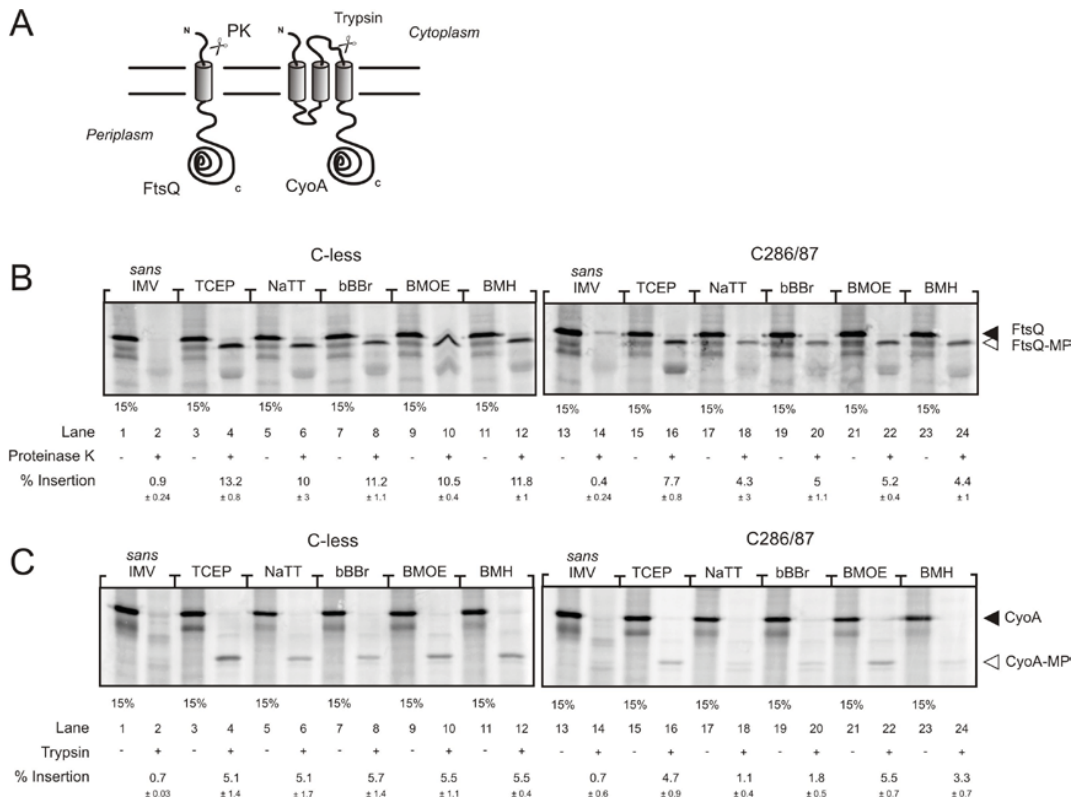 A
N
PK
N
Trypsin
Cytoplasm
Periplasm
FtsQ
C
CyoA
C
B
C-less
C286/87
sans IMV TCEP NaTT bBBr BMOE BMH sans IMV TCEP NaTT bBBr BMOE BMH
FtsQ
FtsQ-MP
15% 15% 15% 15% 15% 15% 15% 15% 15% 15% 15% 15%
Lane 1 2 3 4 5 6 7 8 9 10 11 12 13 14 15 16 17 18 19 20 21 22 23 24
Proteinase K - + - + - + - + - + - + - + - + - + - + - + - +
% Insertion 0.9 13.2 10 11.2 10.5 11.8 0.4 7.7 4.3 5 5.2 4.4
± 0.24 ± 0.8 ± 3 ± 1.1 ± 0.4 ± 1 ± 0.24 ± 0.8 ± 3 ± 1.1 ± 0.4 ± 1
C
C-less
C286/87
sans IMV TCEP NaTT bBBr BMOE BMH sans IMV TCEP NaTT bBBr BMOE BMH
CyoA
CyoA-MP
15% 15% 15% 15% 15% 15% 15% 15% 15% 15% 15% 15%
Lane 1 2 3 4 5 6 7 8 9 10 11 12 13 14 15 16 17 18 19 20 21 22 23 24
Trypsin - + - + - + - + - + - + - + - + - + - + - + - +
% Insertion 0.7 5.1 5.1 5.7 5.5 5.5 0.7 4.7 1.1 1.8 5.5 3.3
± 0.03 ± 1.4 ± 1.7 ± 1.4 ± 1.1 ± 0.4 ± 0.6 ± 0.9 ± 0.4 ± 0.5 ± 0.7 ± 0.7